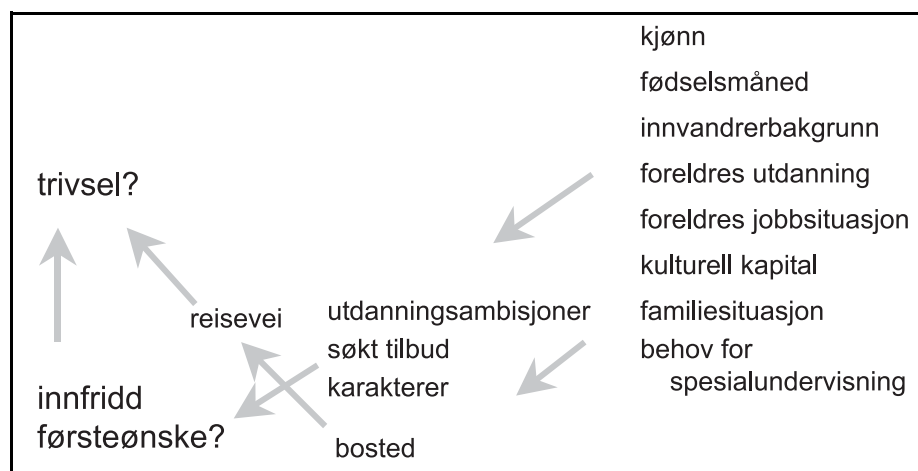 kjønn
fødselsmåned
innvandrerbakgrunn
trivsel?
foreldres utdanning
foreldres jobbsituasjon
kulturell kapital
reisevei
utdanningsambisjoner
familiesituasjon
søkt tilbud
behov for
spesialundervisning
karakterer
innfridd
førsteønske?
bosted